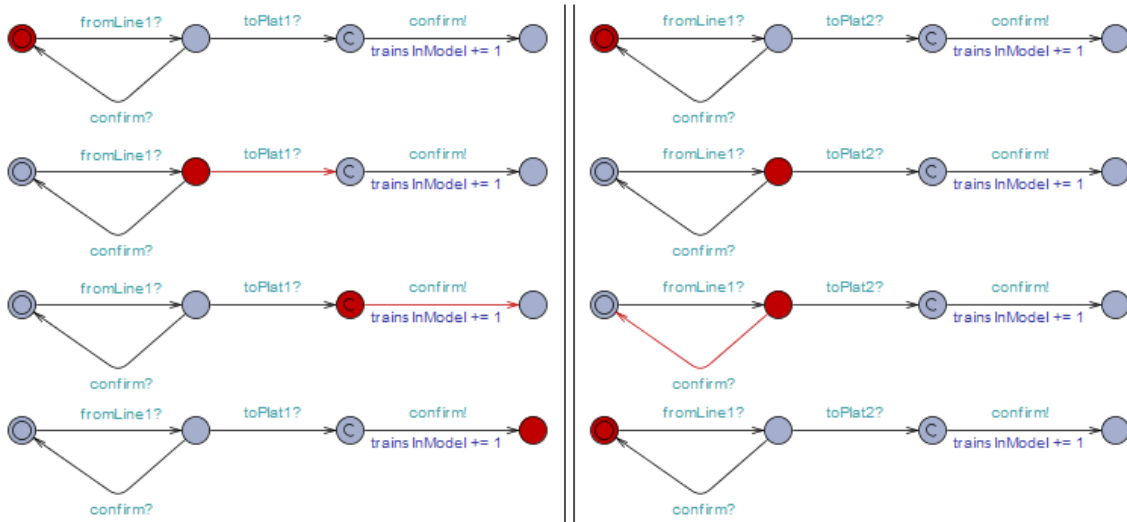 fromLine1? toPlat1? confirm! fromLine1? toPlat2? confirm!
C trainsInModel += 1 C trainsInModel += 1
confirm? confirm?
fromLine1? toPlat1? confirm! fromLine1? toPlat2? confirm!
C trainsInModel += 1 C trainsInModel += 1
confirm? confirm?
fromLine1? toPlat1? confirm! fromLine1? toPlat2? confirm!
C trainsInModel += 1 C trainsInModel += 1
confirm? confirm?
fromLine1? toPlat1? confirm! fromLine1? toPlat2? confirm!
C trainsInModel += 1 C trainsInModel += 1
confirm? confirm?